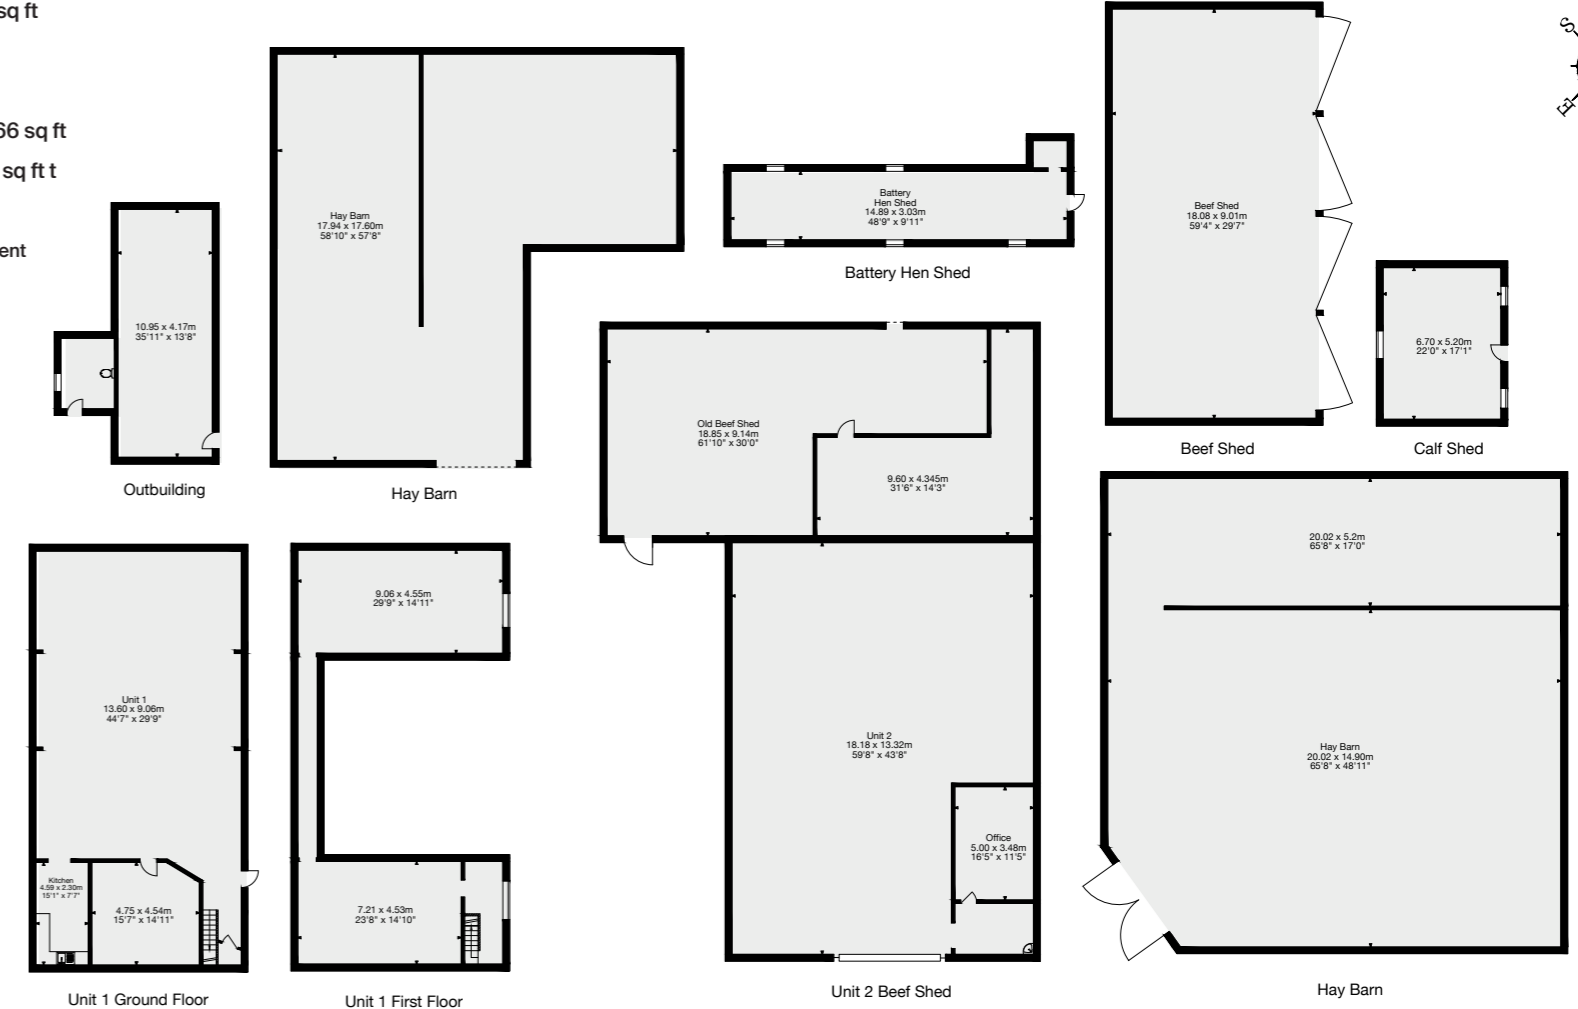 sq ft
66 sq ft
sq ft t
ent
S
E
Hay Barn
17.94 x 17.60m
58'10" x 57'8"
Hay Barn
Battery
Hen Shed
14.89 x 3.03m
48'9" x 9'11"
Battery Hen Shed
Beef Shed
18.08 x 9.01m
59'4" x 29'7"
Beef Shed
6.70 x 5.20m
22'0" x 17'1"
Calf Shed
10.95 x 4.17m
35'11" x 13'8"
Outbuilding
Old Beef Shed
18.85 x 9.14m
61'10" x 30'0"
9.60 x 4.345m
31'6" x 14'3"
Unit 2
18.18 x 13.32m
59'8" x 43'8"
Office
5.00 x 3.48m
16'5" x 11'5"
Unit 2 Beef Shed
20.02 x 5.2m
65'8" x 17'0"
Hay Barn
20.02 x 14.90m
65'8" x 48'11"
Hay Barn
Unit 1
13.60 x 9.06m
44'7" x 29'9"
Kitchen
4.59 x 2.30m
15'1" x 7'7"
4.75 x 4.54m
15'7" x 14'11"
Unit 1 Ground Floor
9.06 x 4.55m
29'9" x 14'11"
7.21 x 4.53m
23'8" x 14'10"
Unit 1 First Floor